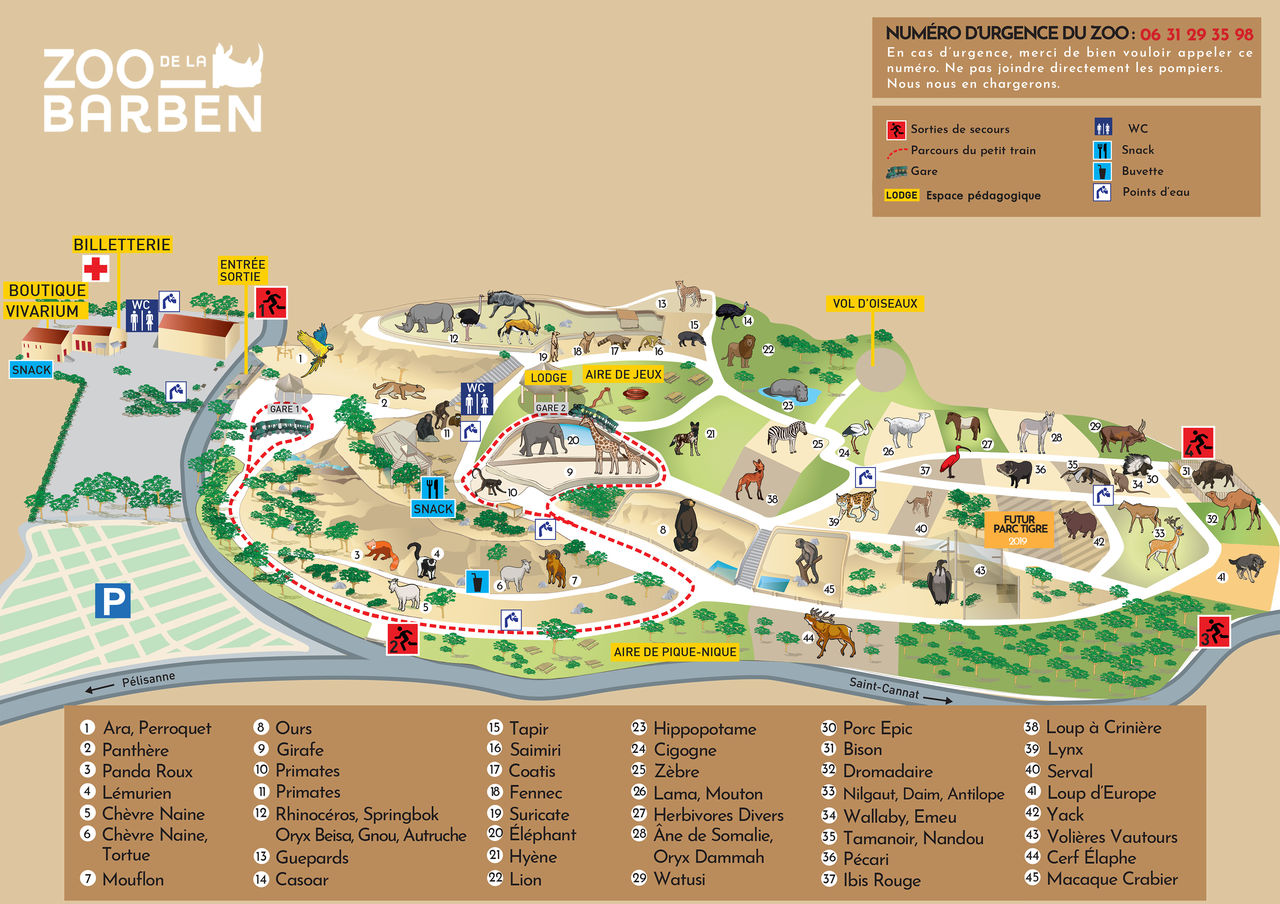 ZOO DE LA
BARBEN
NUMÉRO D'URGENCE DU ZOO : 06 31 29 35 98
En cas d'urgence, merci de bien vouloir appeler ce
numéro. Ne pas joindre directement les pompiers.
Nous nous en chargerons.
Sorties de secours
Parcours du petit train
Gare
LODGE Espace pédagogique
WC
Snack
Buvette
Points d'eau
BILLETTERIE
BOUTIQUE
VIVARIUM
SNACK
WC
ENTRÉE
SORTIE
1
VOL D'OISEAUX
13
12
15
14
19
18
17
16
22
1
2
LODGE
AIRE DE JEUX
WC
GARE 1
GARE 2
11
20
23
21
25
24
26
27
28
29
4
9
10
38
37
36
35
34
30
31
SNACK
39
40
FUTUR
PARC TIGRE
2019
42
33
32
8
3
4
6
7
5
45
43
41
P
2
44
3
AIRE DE PIQUE-NIQUE
Pélisanne
Saint-Cannat
1 Ara, Perroquet
2 Panthère
3 Panda Roux
4 Lémurien
5 Chèvre Naine
6 Chèvre Naine,
Tortue
7 Mouflon
8 Ours
9 Girafe
10 Primates
11 Primates
12 Rhinocéros, Springbok
Oryx Beisa, Gnou, Autruche
13 Guepards
14 Casoar
15 Tapir
16 Saimiri
17 Coatis
18 Fennec
19 Suricate
20 Éléphant
21 Hyène
22 Lion
23 Hippopotame
24 Cigogne
25 Zèbre
26 Lama, Mouton
27 Herbivores Divers
28 Âne de Somalie,
Oryx Dammah
29 Watusi
30 Porc Epic
31 Bison
32 Dromadaire
33 Nilgaut, Daim, Antilope
34 Wallaby, Emeu
35 Tamanoir, Nandou
36 Pécari
37 Ibis Rouge
38 Loup à Crinière
39 Lynx
40 Serval
41 Loup d'Europe
42 Yack
43 Volières Vautours
44 Cerf Élaphe
45 Macaque Crabier